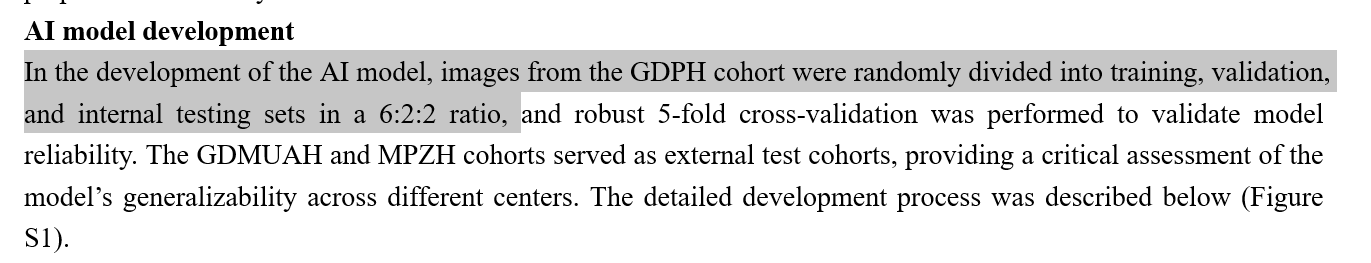 AI model development
In the development of the AI model, images from the GDPH cohort were randomly divided into training, validation,
and internal testing sets in a 6:2:2 ratio, and robust 5-fold cross-validation was performed to validate model
reliability. The GDMUAH and MPZH cohorts served as external test cohorts, providing a critical assessment of the
model’s generalizability across different centers. The detailed development process was described below (Figure
S1).